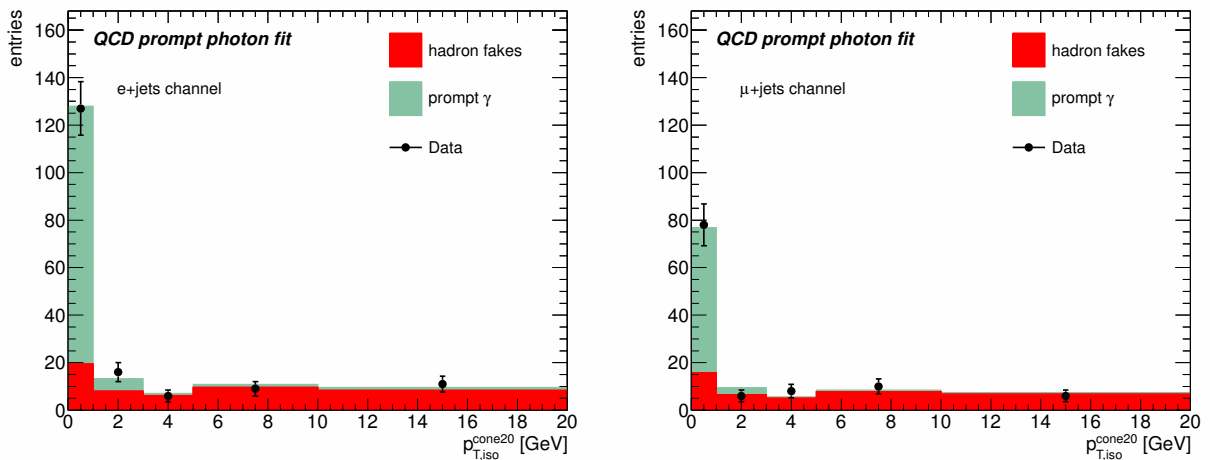 entries
160
140
120
100
80
60
40
20
0
QCD prompt photon fit
e+jets channel
hadron fakes
prompt γ
Data
0 2 4 6 8 10 12 14 16 18 20
p_{T,iso}^{cone20} [GeV]
entries
160
140
120
100
80
60
40
20
0
QCD prompt photon fit
μ+jets channel
hadron fakes
prompt γ
Data
0 2 4 6 8 10 12 14 16 18 20
p_{T,iso}^{cone20} [GeV]